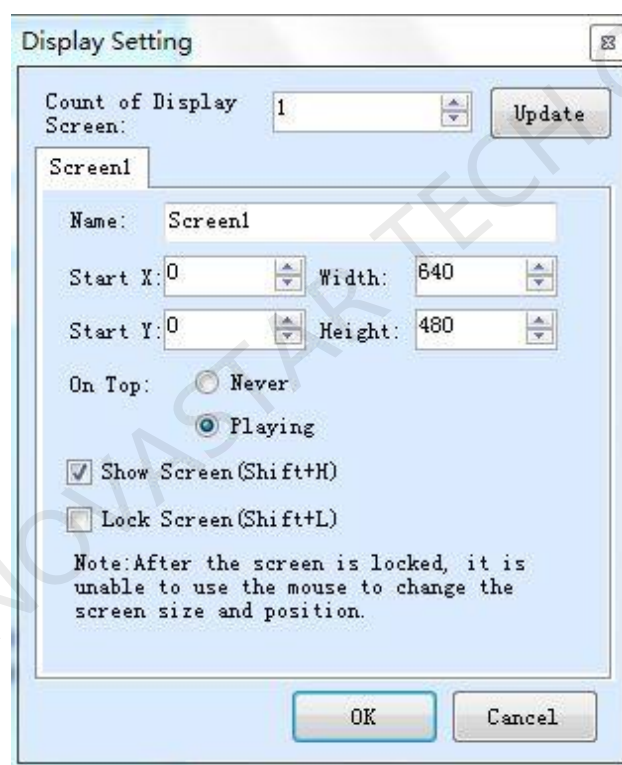 Display Setting
Count of Display
Screen:
1
Update
Screen1
Name: Screen1
Start X: 0 Width: 640
Start Y: 0 Height: 480
On Top: Never
Playing
Show Screen(Shift+H)
Lock Screen(Shift+L)
Note:After the screen is locked, it is
unable to use the mouse to change the
screen size and position.
OK Cancel
NOVASTAR TECH